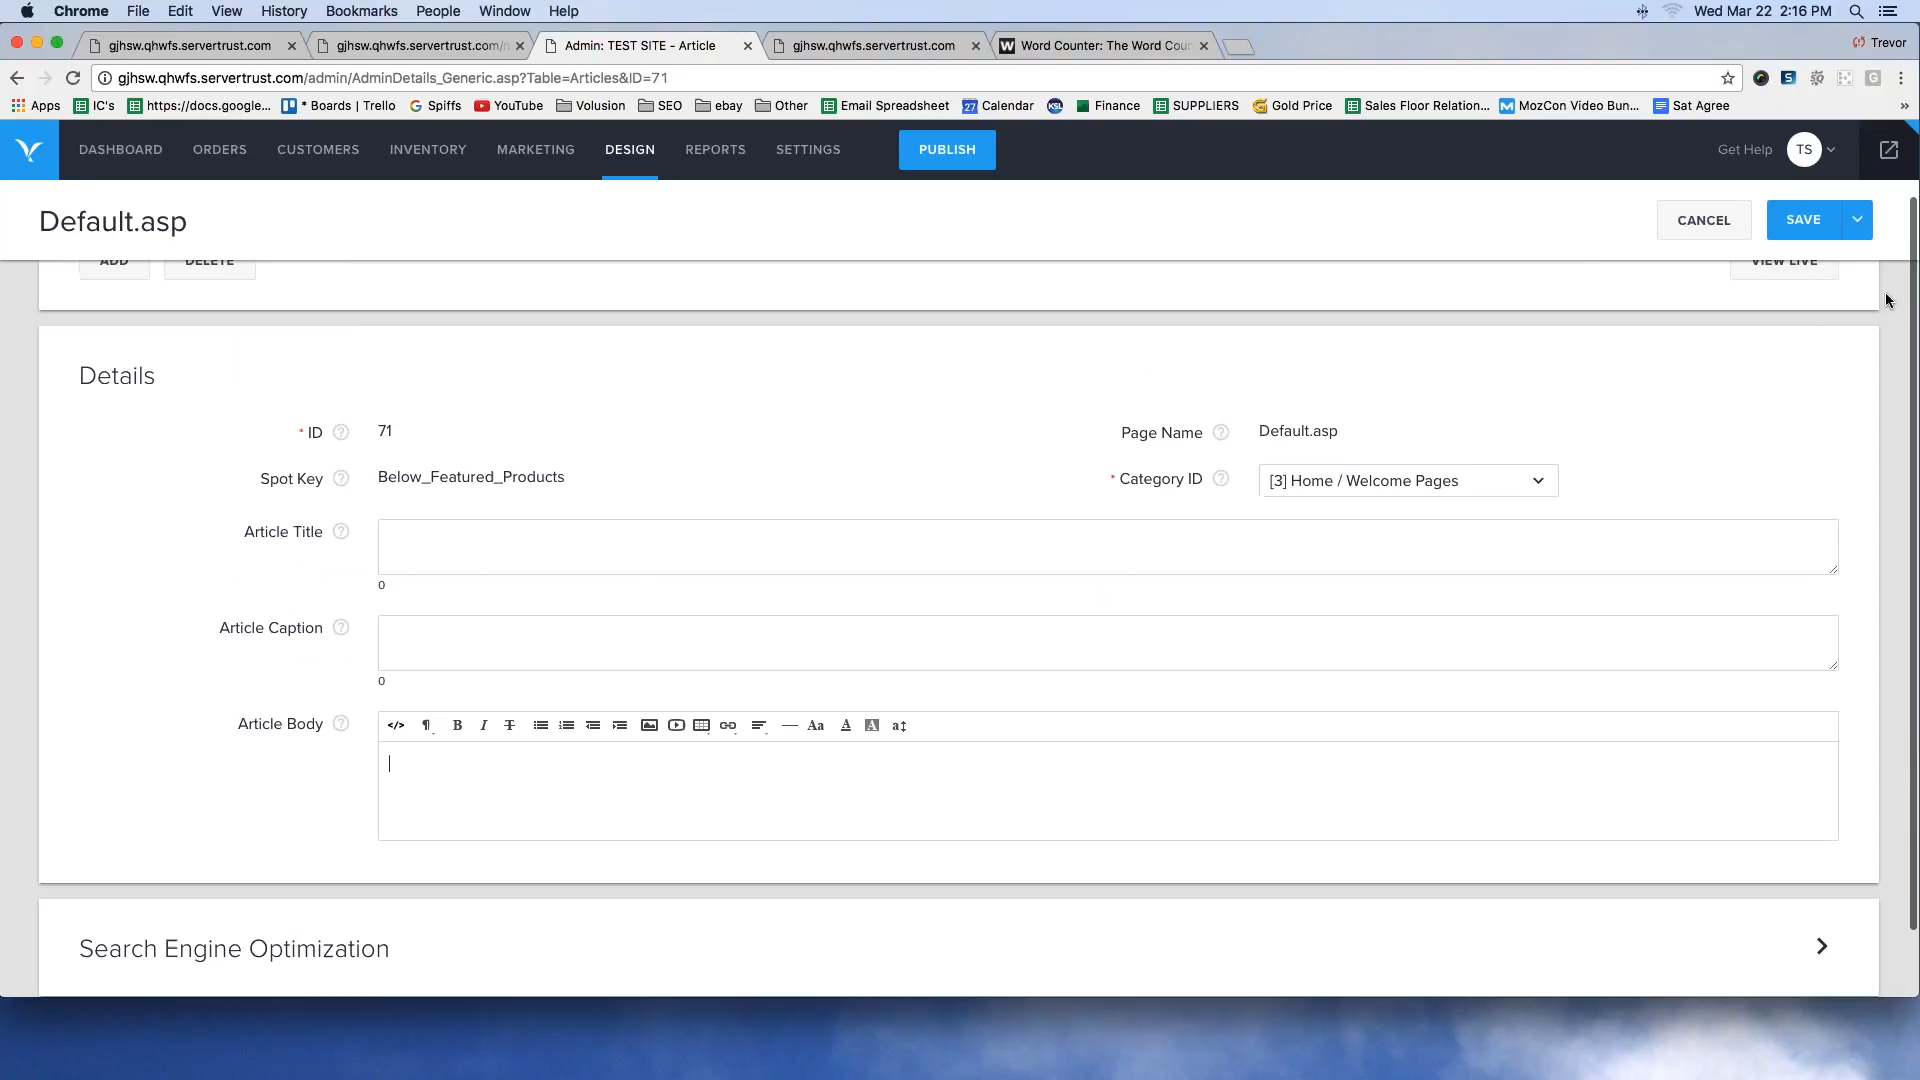 Chrome File Edit View History Bookmarks People Window Help Wed Mar 22 2:16 PM
gjhsw.qhwfs.servertrust.com gjhsw.qhwfs.servertrust.com/n Admin: TEST SITE - Article gjhsw.qhwfs.servertrust.com W Word Counter: The Word Cou Trevor
gjhsw.qhwfs.servertrust.com/admin/AdminDetails_Generic.asp?Table=Articles&ID=71
Apps IC's https://docs.google... * Boards | Trello Spiffs YouTube Volusion SEO ebay Other Email Spreadsheet 27 Calendar KSL Finance SUPPLIERS Gold Price Sales Floor Relation... MozCon Video Bun... Sat Agree »
DASHBOARD ORDERS CUSTOMERS INVENTORY MARKETING DESIGN REPORTS SETTINGS PUBLISH Get Help TS
Default.asp CANCEL SAVE
ADD DELETE VIEW LIVE
Details
* ID ? 71 Page Name ? Default.asp
Spot Key ? Below_Featured_Products * Category ID ? [3] Home / Welcome Pages
Article Title ?
0
Article Caption ?
0
Article Body ? </> ¶ B I T Aa A A a↕
Search Engine Optimization